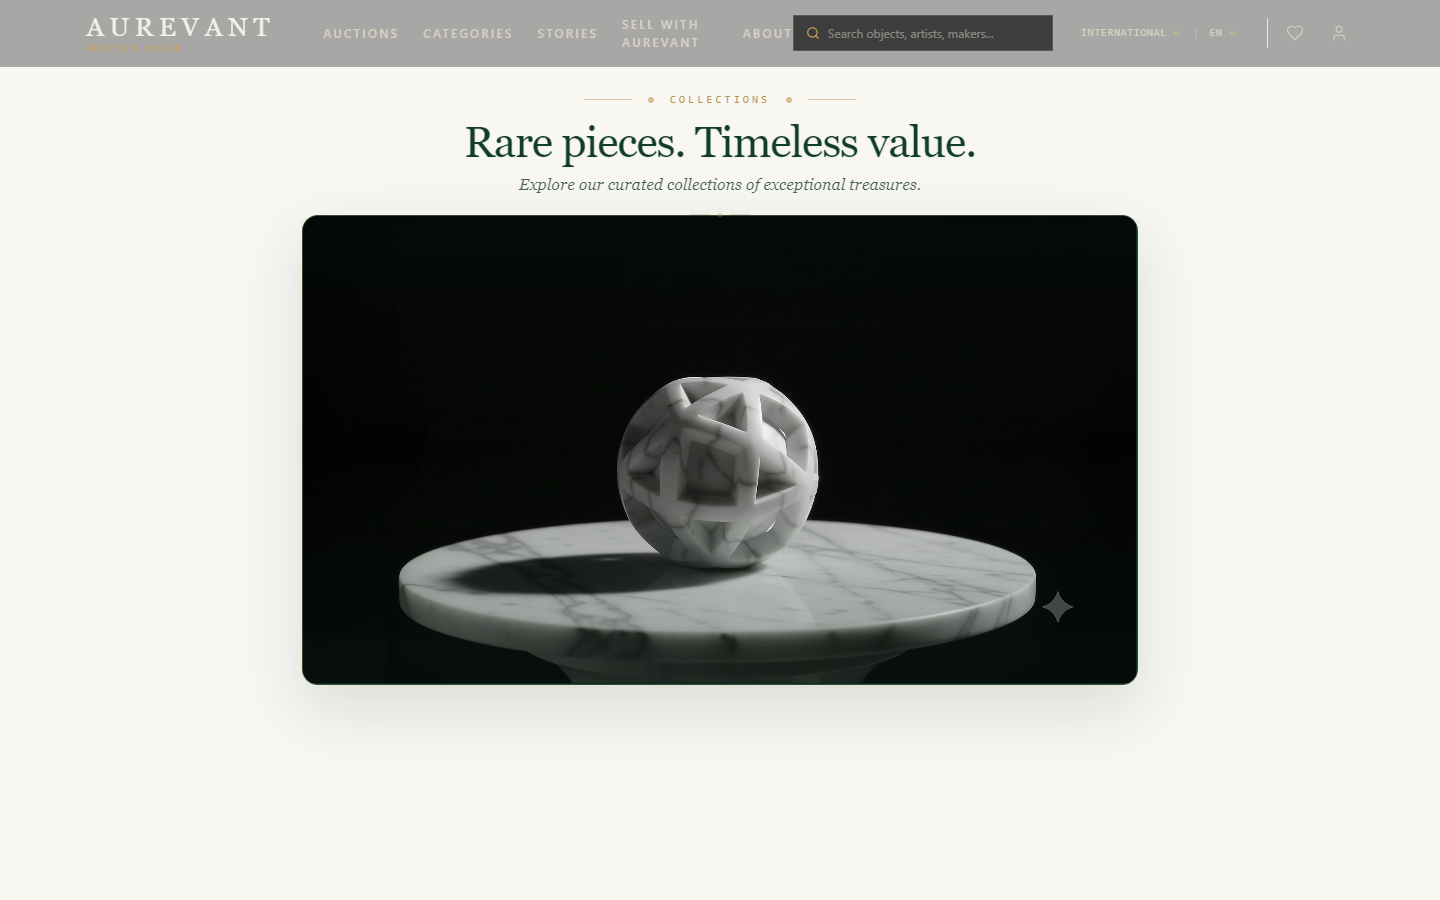 AUREVANT
AUCTIONS
CATEGORIES
STORIES
SELL WITH
AUREVANT
ABOUT
Search objects, artists, makers...
INTERNATIONAL
EN
COLLECTIONS
Rare pieces. Timeless value.
Explore our curated collections of exceptional treasures.